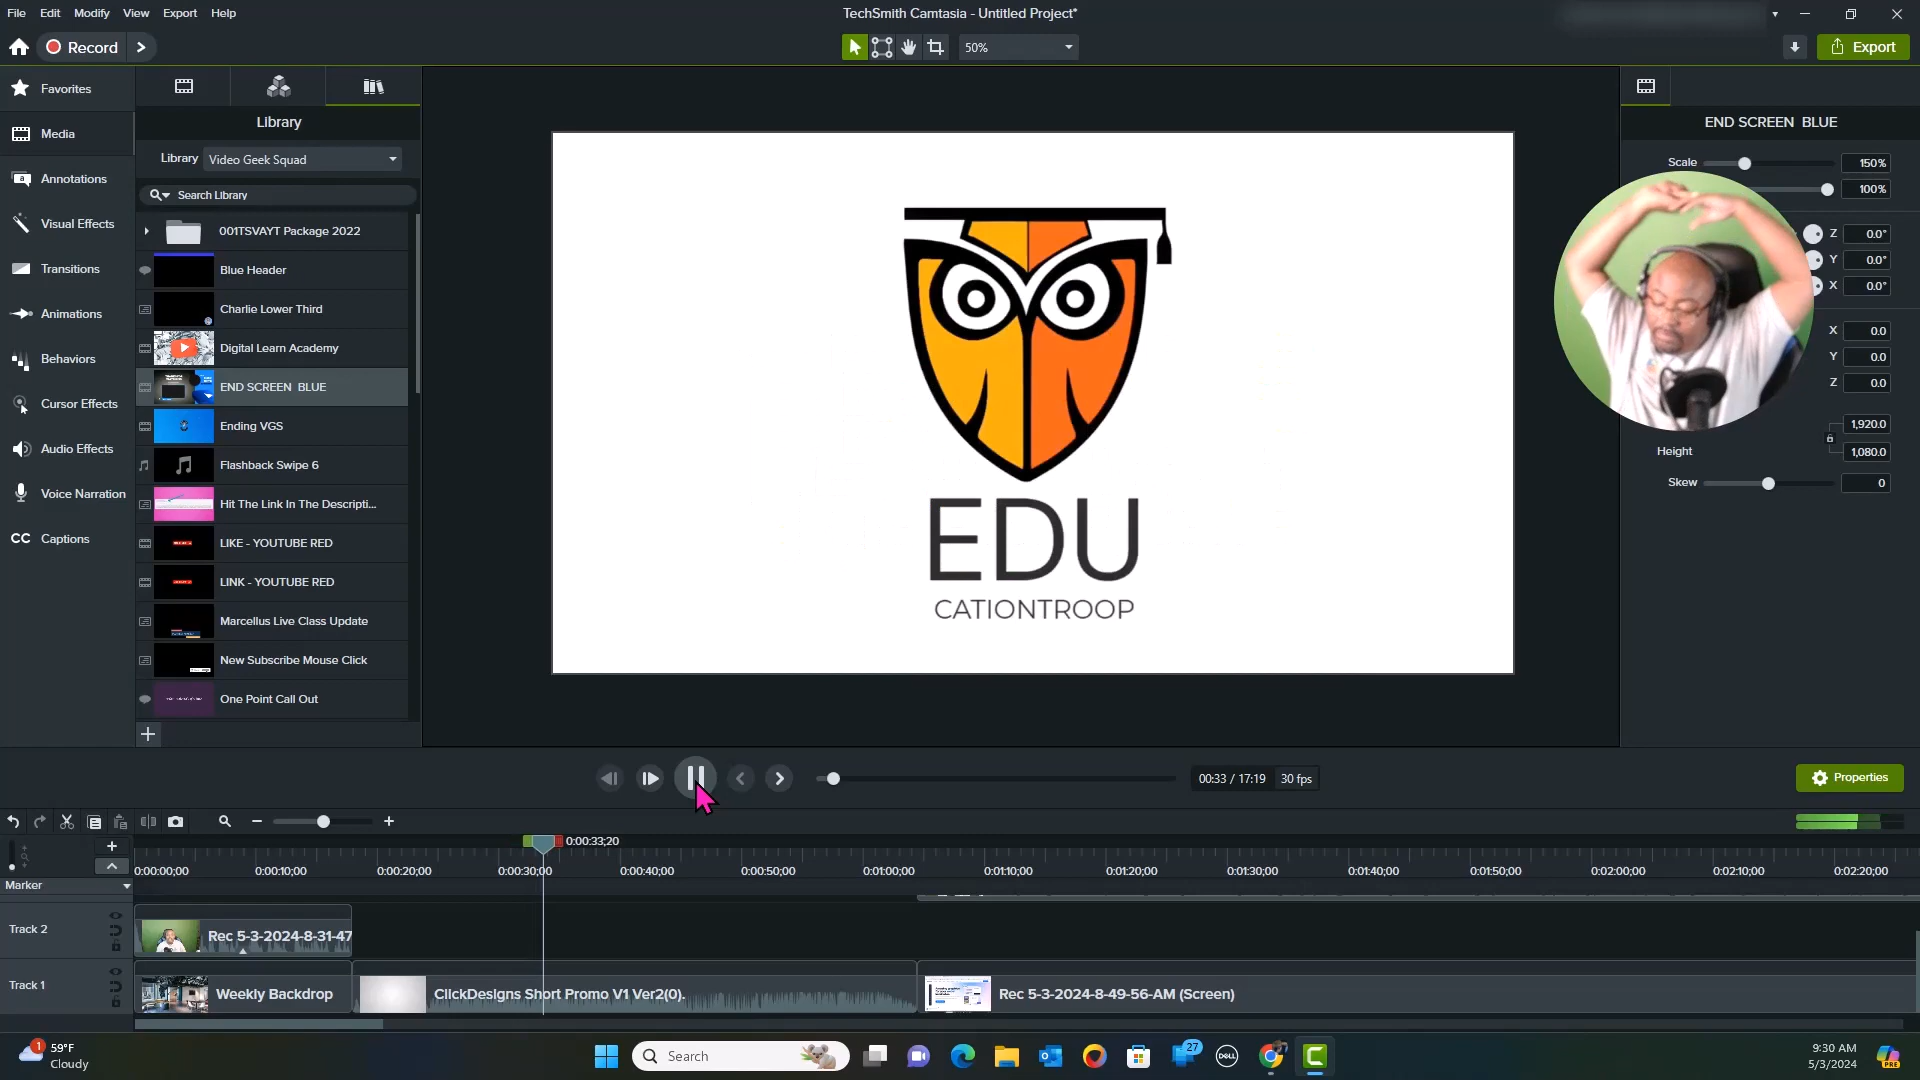 File Edit Modify View Export Help
TechSmith Camtasia - Untitled Project*
Record
50%
Export
Favorites
Media
Annotations
Visual Effects
Transitions
Animations
Behaviors
Cursor Effects
Audio Effects
Voice Narration
CC Captions
Library
Library Video Geek Squad
Search Library
001TSVAYT Package 2022
Blue Header
Charlie Lower Third
Digital Learn Academy
END SCREEN BLUE
Ending VGS
Flashback Swipe 6
Hit The Link In The Descripti...
LIKE - YOUTUBE RED
LINK - YOUTUBE RED
Marcellus Live Class Update
New Subscribe Mouse Click
One Point Call Out
EDU
CATIONTROOP
END SCREEN BLUE
Scale 150%
100%
Z 0.0°
Y 0.0°
X 0.0°
X 0.0
Y 0.0
Z 0.0
1,920.0
Height 1,080.0
Skew 0
00:33 / 17:19 30 fps
Properties
0:00:33;20
0:00:00;00 0:00:10;00 0:00:20;00 0:00:30;00 0:00:40;00 0:00:50;00 0:01:00;00 0:01:10;00 0:01:20;00 0:01:30;00 0:01:40;00 0:01:50;00 0:02:00;00 0:02:10;00 0:02:20;00
Marker
Track 2
Rec 5-3-2024-8-31-47
Track 1
Weekly Backdrop
ClickDesigns Short Promo V1 Ver2(0).
Rec 5-3-2024-8-49-56-AM (Screen)
1
59°F
Cloudy
Search
27
DELL
PRE
9:30 AM
5/3/2024